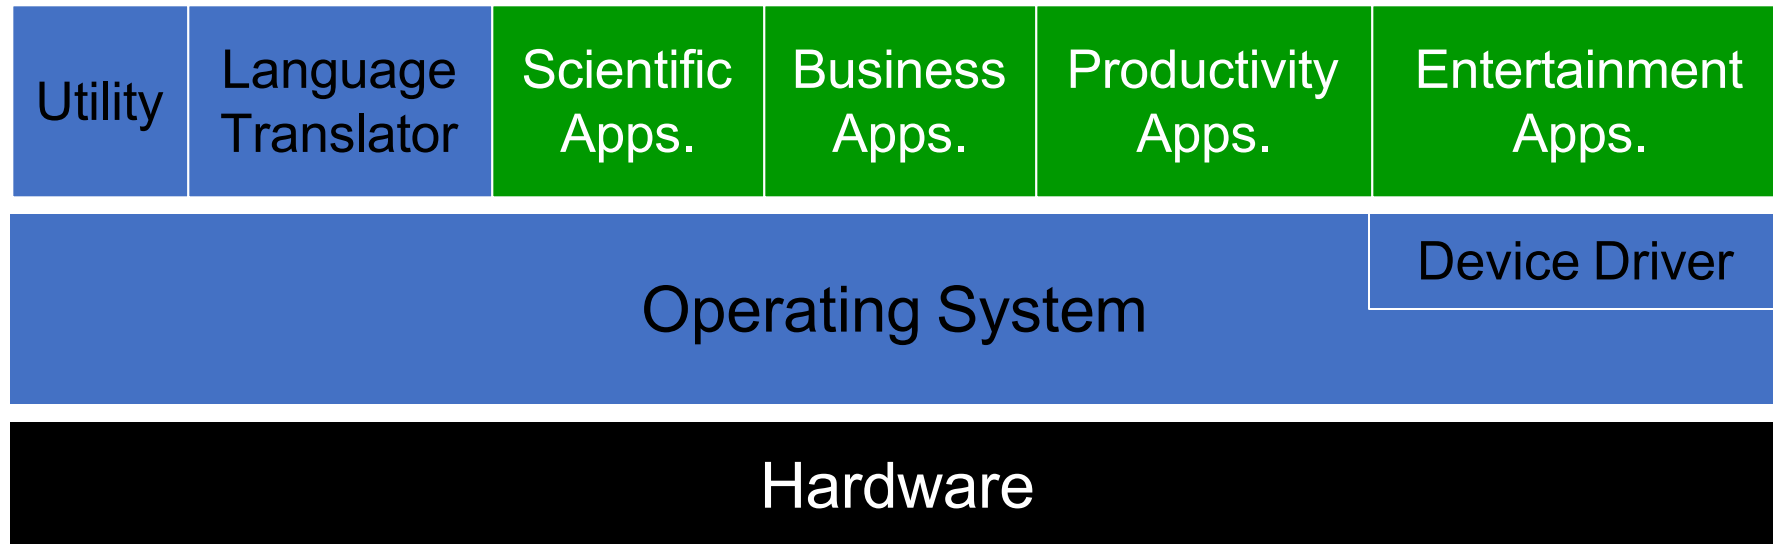 Utility
Language
Translator
Scientific
Apps.
Business
Apps.
Productivity
Apps.
Entertainment
Apps.
Device Driver
Operating System
Hardware